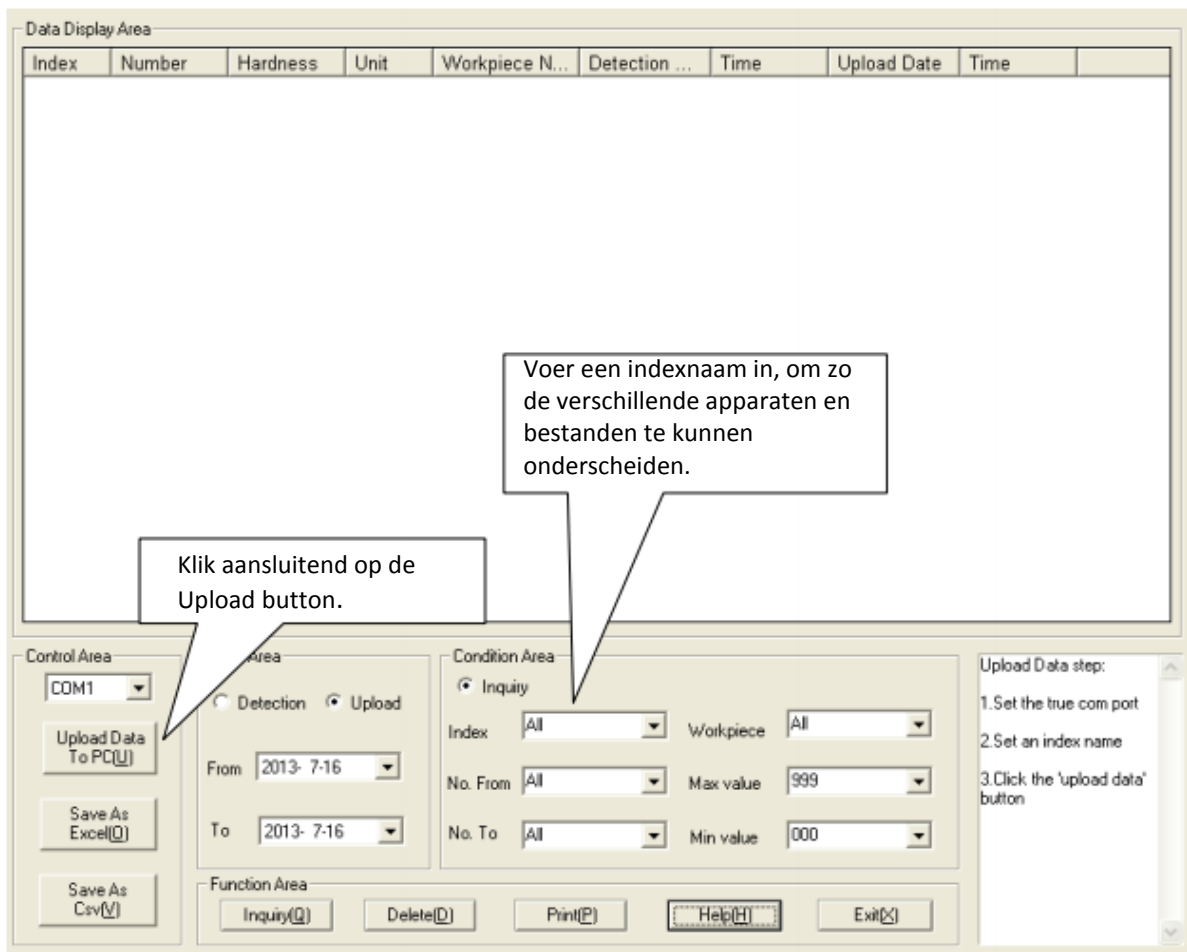 Data Display Area
Index Number Hardness Unit Workpiece N... Detection ... Time Upload Date Time
Voer een indexnaam in, om zo
de verschillende apparaten en
bestanden te kunnen
onderscheiden.
Klik aansluitend op de
Upload button.
Control Area
COM1
Upload Data
To PC(U)
Save As
Excel(O)
Save As
Csv(V)
Area
Detection Upload
From 2013- 7-16
To 2013- 7-16
Condition Area
Inquiy
Index All Workpiece All
No. From All Max value 999
No. To All Min value 000
Function Area
Inquiy(Q) Delete(D) Print(P) Help(H) Exit(X)
Upload Data step:
1.Set the true com port
2.Set an index name
3.Click the 'upload data'
button